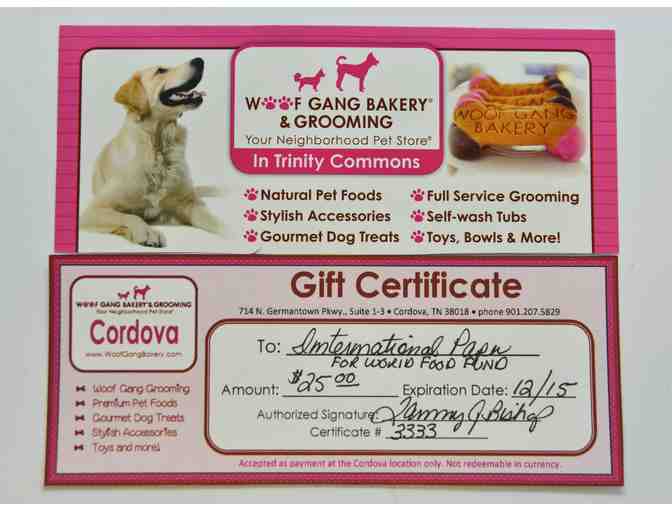 WOOF GANG BAKERY®
& GROOMING
Your Neighborhood Pet Store®
In Trinity Commons
WOOF GANG
BAKERY
Natural Pet Foods
Full Service Grooming
Stylish Accessories
Self-wash Tubs
Gourmet Dog Treats
Toys, Bowls & More!
WOOF GANG BAKERY & GROOMING
Your Neighborhood Pet Store®
Cordova
www.WoofGangBakery.com
Woof Gang Grooming
Premium Pet Foods
Gourmet Dog Treats
Stylish Accessories
Toys and more!
Gift Certificate
714 N. Germantown Pkwy., Suite 1-3 • Cordova, TN 38018 • phone 901.207.5829
To: International Paper
FOR WORLD FOOD FUND
Amount: $25.00 Expiration Date: 12/15
Authorized Signature: Tammy J. Bishop
Certificate # 3333
Accepted as payment at the Cordova location only. Not redeemable in currency.